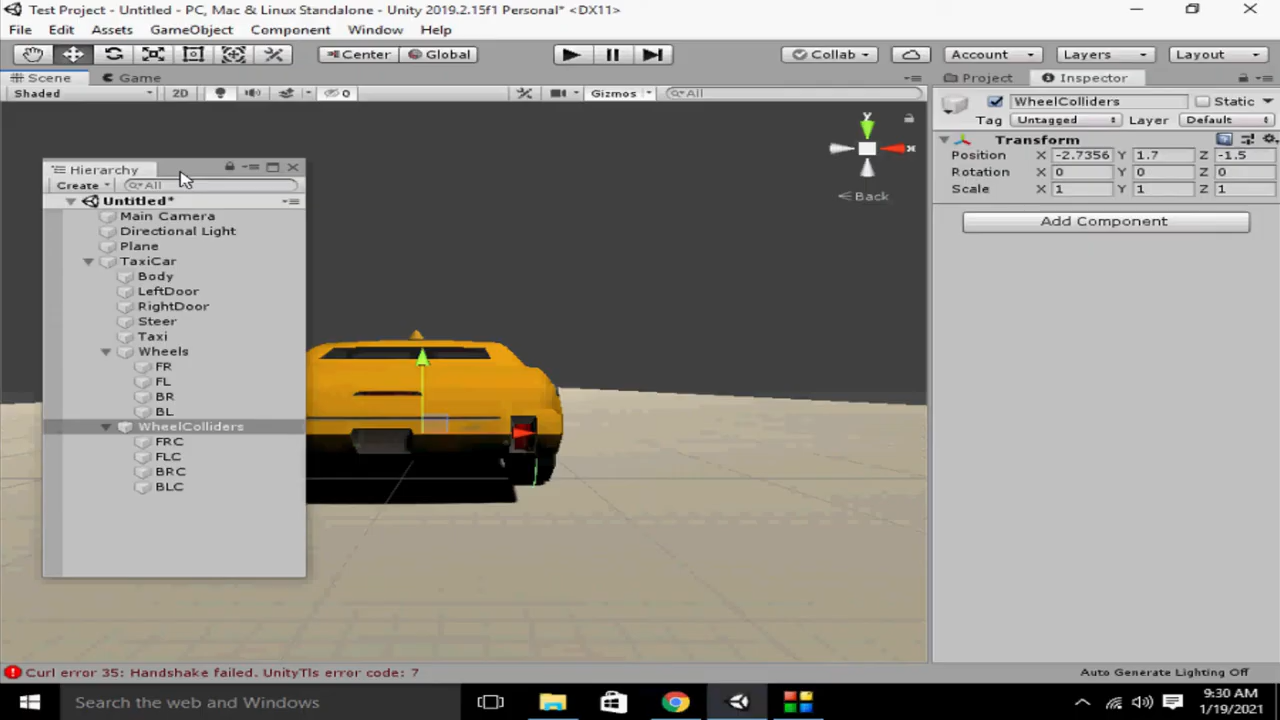 Test Project - Untitled - PC, Mac & Linux Standalone - Unity 2019.2.15f1 Personal* <DX11>
File Edit Assets GameObject Component Window Help
Center Global Collab Account Layers Layout
Scene Game Project Inspector
Shaded 2D 0 Gizmos All
WheelColliders Static
Tag Untagged Layer Default
Transform
Position X -2.7356 Y 1.7 Z -1.5
Rotation X 0 Y 0 Z 0
Scale X 1 Y 1 Z 1
Add Component
y
x
Back
Hierarchy
Create All
Untitled*
Main Camera
Directional Light
Plane
TaxiCar
Body
LeftDoor
RightDoor
Steer
Taxi
Wheels
FR
FL
BR
BL
WheelColliders
FRC
FLC
BRC
BLC
Curl error 35: Handshake failed. UnityTls error code: 7
Auto Generate Lighting Off
Search the web and Windows
9:30 AM
1/19/2021